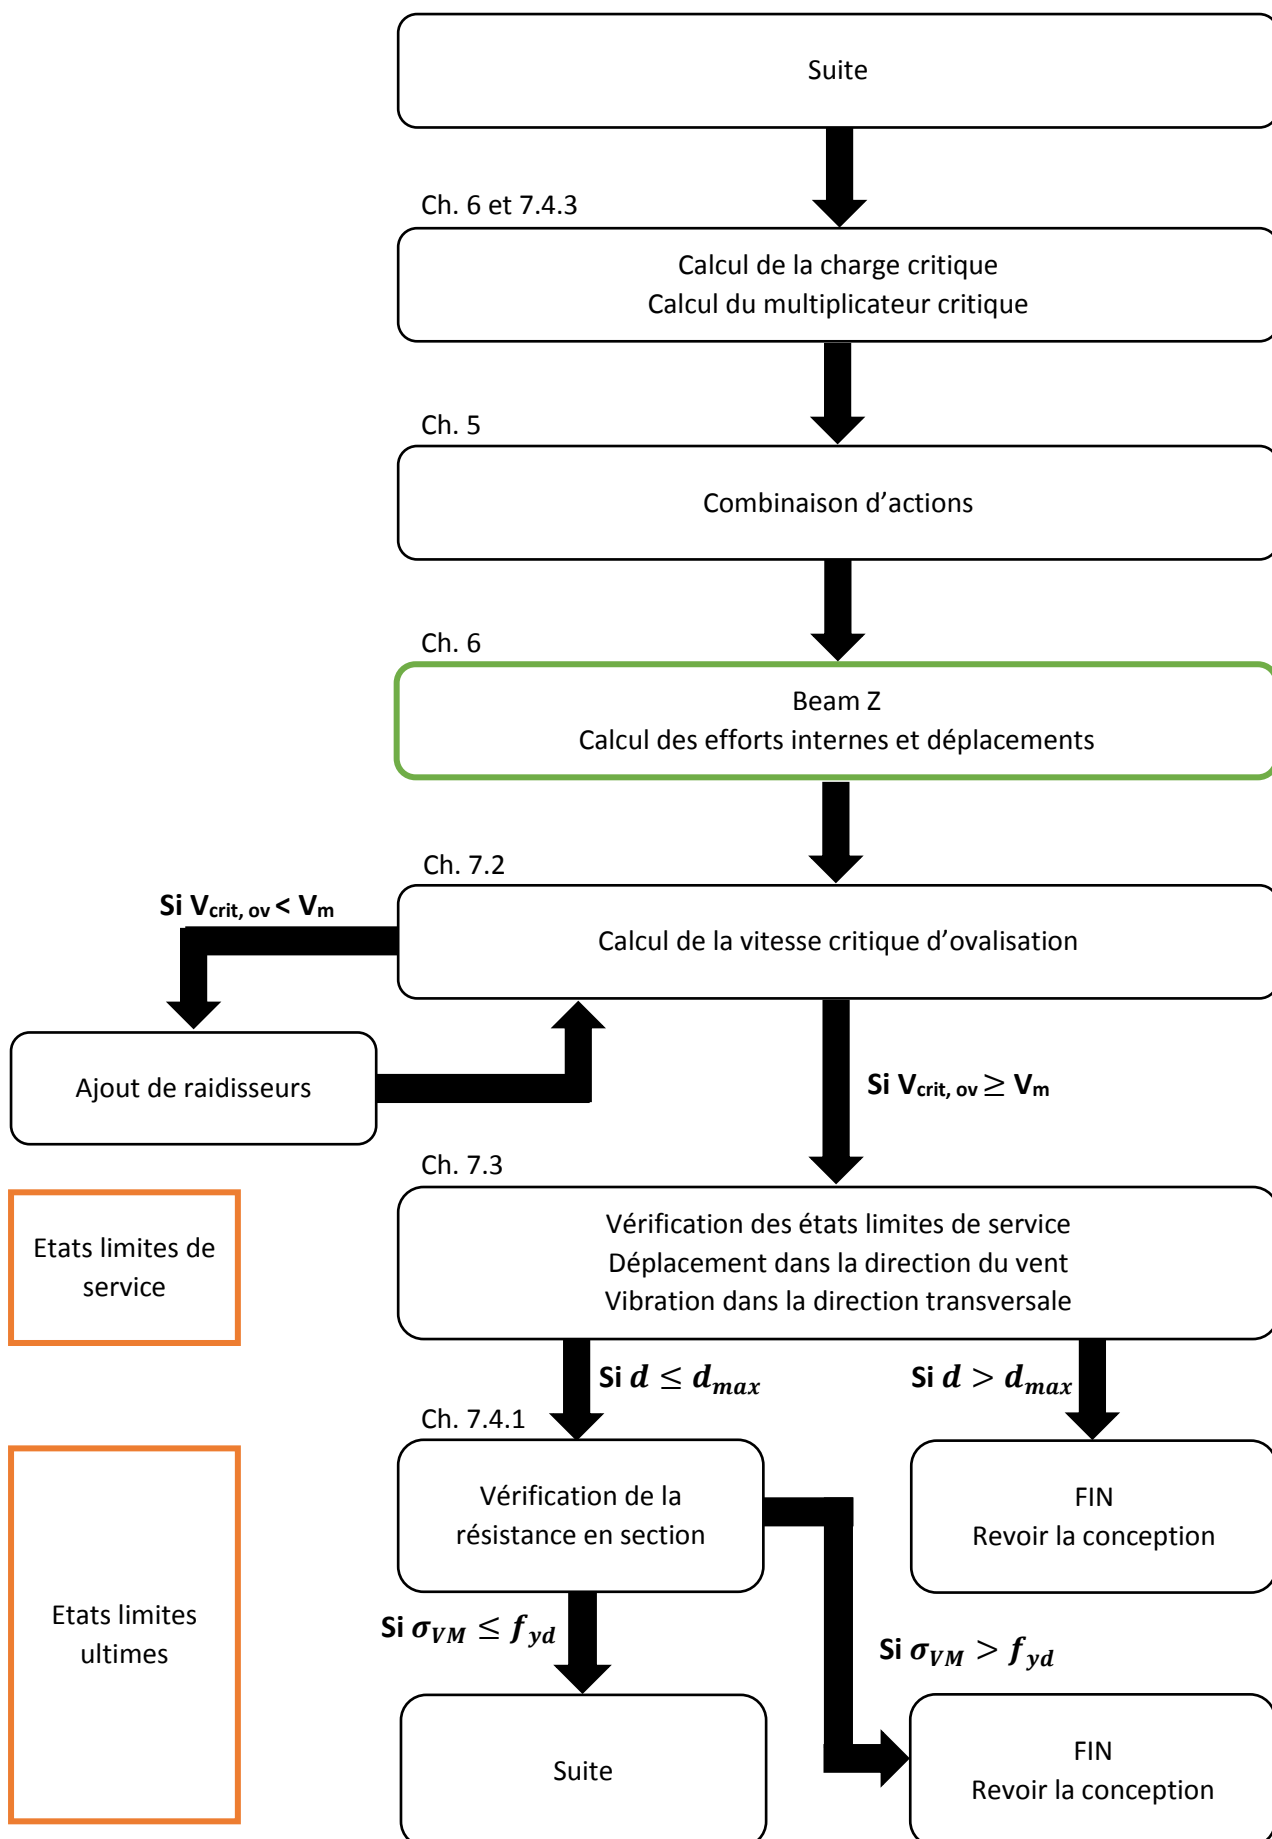 Suite
Ch. 6 et 7.4.3
Calcul de la charge critique
Calcul du multiplicateur critique
Ch. 5
Combinaison d’actions
Ch. 6
Beam Z
Calcul des efforts internes et déplacements
Ch. 7.2
Si Vcrit, ov < Vm
Calcul de la vitesse critique d’ovalisation
Ajout de raidisseurs
Si Vcrit, ov ≥ Vm
Ch. 7.3
Etats limites de
service
Vérification des états limites de service
Déplacement dans la direction du vent
Vibration dans la direction transversale
Si d ≤ dmax
Si d > dmax
Ch. 7.4.1
Vérification de la
résistance en section
FIN
Revoir la conception
Etats limites
ultimes
Si σVM ≤ fyd
Si σVM > fyd
Suite
FIN
Revoir la conception